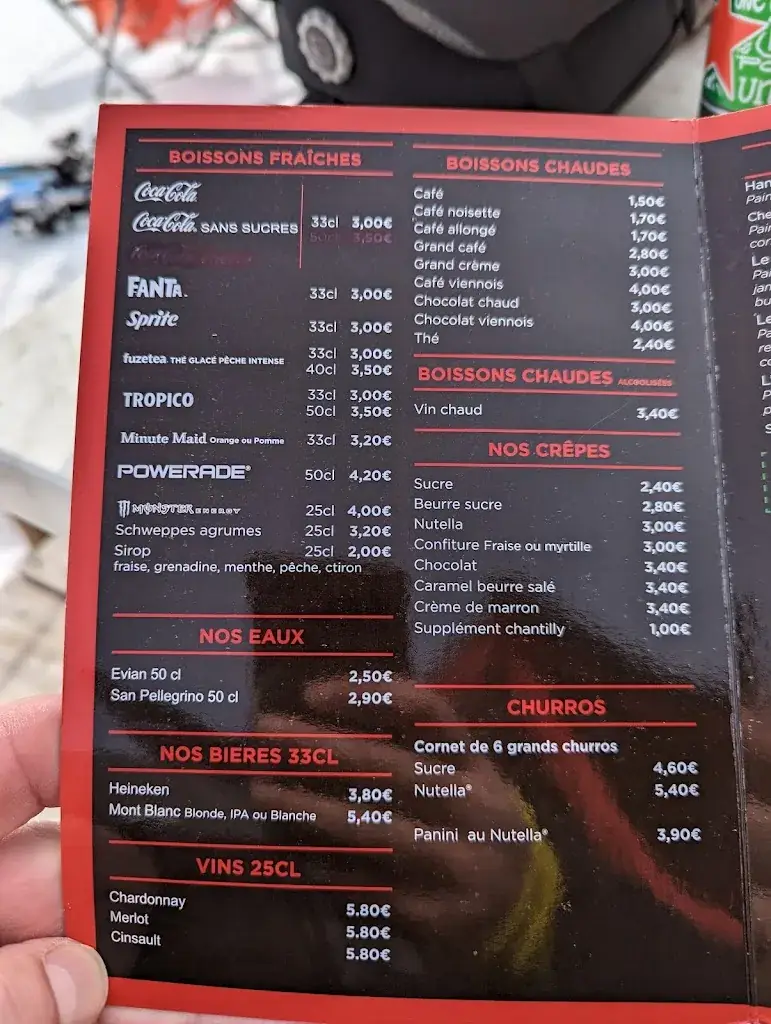 BOISSONS FRAÎCHES
Coca-Cola
Coca-Cola SANS SUCRES 33cl 3,00€
50cl 3,50€
FANTA
33cl 3,00€
Sprite 33cl 3,00€
fuzetea THÉ GLACÉ PÊCHE INTENSE 33cl 3,00€
40cl 3,50€
TROPICO 33cl 3,00€
50cl 3,50€
Minute Maid Orange ou Pomme 33cl 3,20€
POWERADE 50cl 4,20€
MONSTER ENERGY 25cl 4,00€
Schweppes agrumes 25cl 3,20€
Sirop 25cl 2,00€
fraise, grenadine, menthe, pêche, ctiron
NOS EAUX
Evian 50 cl 2,50€
San Pellegrino 50 cl 2,90€
NOS BIERES 33CL
Heineken 3,80€
Mont Blanc Blonde, IPA ou Blanche 5,40€
VINS 25CL
Chardonnay 5.80€
Merlot 5.80€
Cinsault 5.80€
BOISSONS CHAUDES
Café 1,50€
Café noisette 1,70€
Café allongé 1,70€
Grand café 2,80€
Grand crème 3,00€
Café viennois 4,00€
Chocolat chaud 3,00€
Chocolat viennois 4,00€
Thé 2,40€
BOISSONS CHAUDES ALCOOLISÉES
Vin chaud 3,40€
NOS CRÊPES
Sucre 2,40€
Beurre sucre 2,80€
Nutella 3,00€
Confiture Fraise ou myrtille 3,00€
Chocolat 3,40€
Caramel beurre salé 3,40€
Crème de marron 3,40€
Supplément chantilly 1,00€
CHURROS
Cornet de 6 grands churros
Sucre 4,60€
Nutella® 5,40€
Panini au Nutella® 3,90€